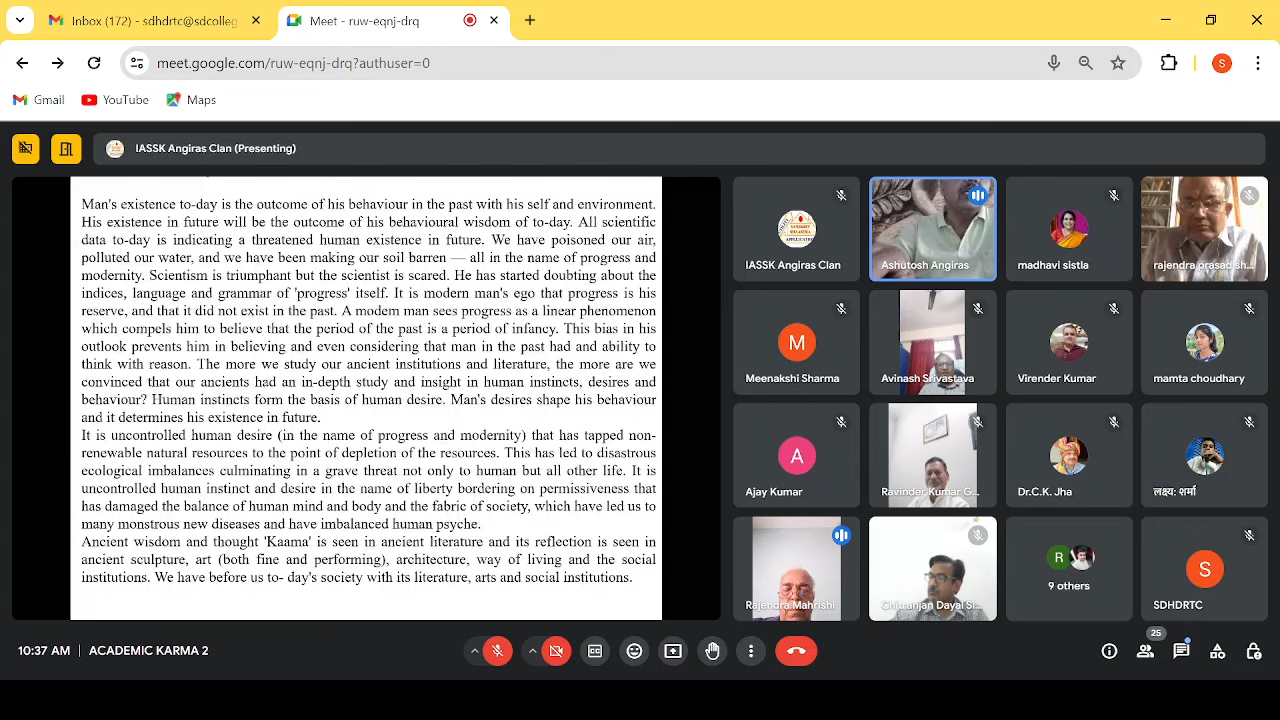 Inbox (172) - sdhdrtc@sdcolleg
Meet - ruw-eqnj-drq
meet.google.com/ruw-eqnj-drq?authuser=0
S
Gmail
YouTube
Maps
IASSK Angiras Clan (Presenting)
Man's existence to-day is the outcome of his behaviour in the past with his self and environment.
His existence in future will be the outcome of his behavioural wisdom of to-day. All scientific
data to-day is indicating a threatened human existence in future. We have poisoned our air,
polluted our water, and we have been making our soil barren — all in the name of progress and
modernity. Scientism is triumphant but the scientist is scared. He has started doubting about the
indices, language and grammar of 'progress' itself. It is modern man's ego that progress is his
reserve, and that it did not exist in the past. A modem man sees progress as a linear phenomenon
which compels him to believe that the period of the past is a period of infancy. This bias in his
outlook prevents him in believing and even considering that man in the past had and ability to
think with reason. The more we study our ancient institutions and literature, the more are we
convinced that our ancients had an in-depth study and insight in human instincts, desires and
behaviour? Human instincts form the basis of human desire. Man's desires shape his behaviour
and it determines his existence in future.
It is uncontrolled human desire (in the name of progress and modernity) that has tapped non-
renewable natural resources to the point of depletion of the resources. This has led to disastrous
ecological imbalances culminating in a grave threat not only to human but all other life. It is
uncontrolled human instinct and desire in the name of liberty bordering on permissiveness that
has damaged the balance of human mind and body and the fabric of society, which have led us to
many monstrous new diseases and have imbalanced human psyche.
Ancient wisdom and thought 'Kaama' is seen in ancient literature and its reflection is seen in
ancient sculpture, art (both fine and performing), architecture, way of living and the social
institutions. We have before us to- day's society with its literature, arts and social institutions.
SANSKRIT
SHAASTRA
APPLICATION
IASSK Angiras Clan
Ashutosh Angiras
madhavi sistla
rajendra prasad sh...
M
Meenakshi Sharma
Avinash Srivastava
Virender Kumar
mamta choudhary
A
Ajay Kumar
Ravinder Kumar G...
Dr.C.K. Jha
लक्ष्य: शर्मा
Rajendra Mahrishi
Chitranjan Dayal Si...
R
9 others
S
SDHDRTC
10:37 AM | ACADEMIC KARMA 2
25